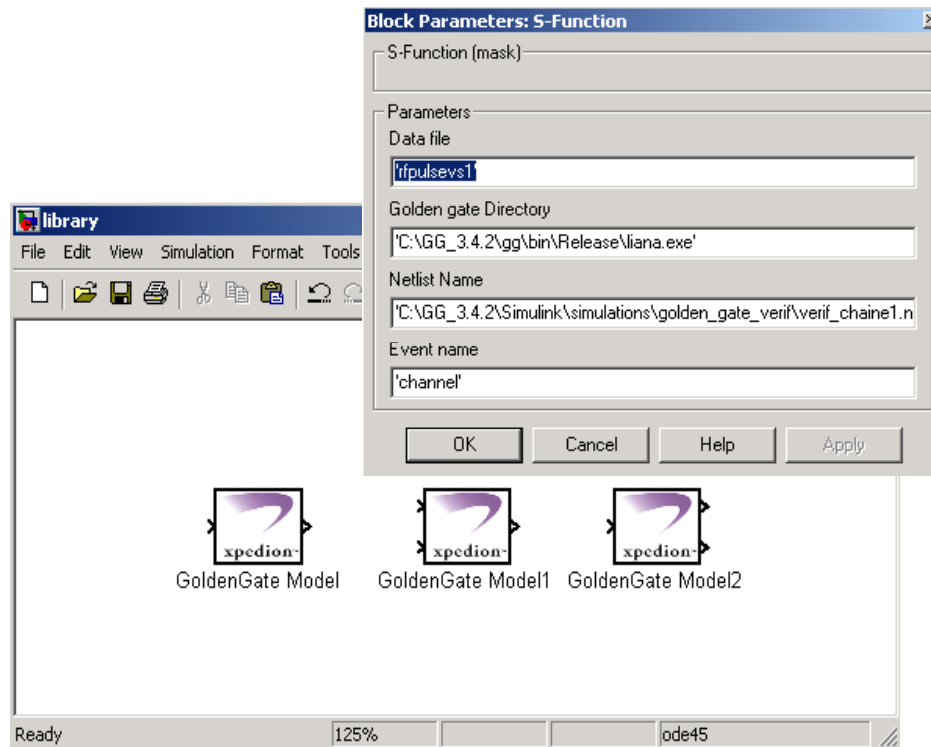 Block Parameters: S-Function
S-Function (mask)
Parameters
Data file
'rfpulsevs1'
Golden gate Directory
'C:\GG_3.4.2\gg\bin\Release\liana.exe'
Netlist Name
'C:\GG_3.4.2\Simulink\simulations\golden_gate_verif\verif_chaine1.n
Event name
'channel'
OK Cancel Help Apply
library
File Edit View Simulation Format Tools
xpedion xpedion xpedion
GoldenGate Model GoldenGate Model1 GoldenGate Model2
Ready 125% ode45